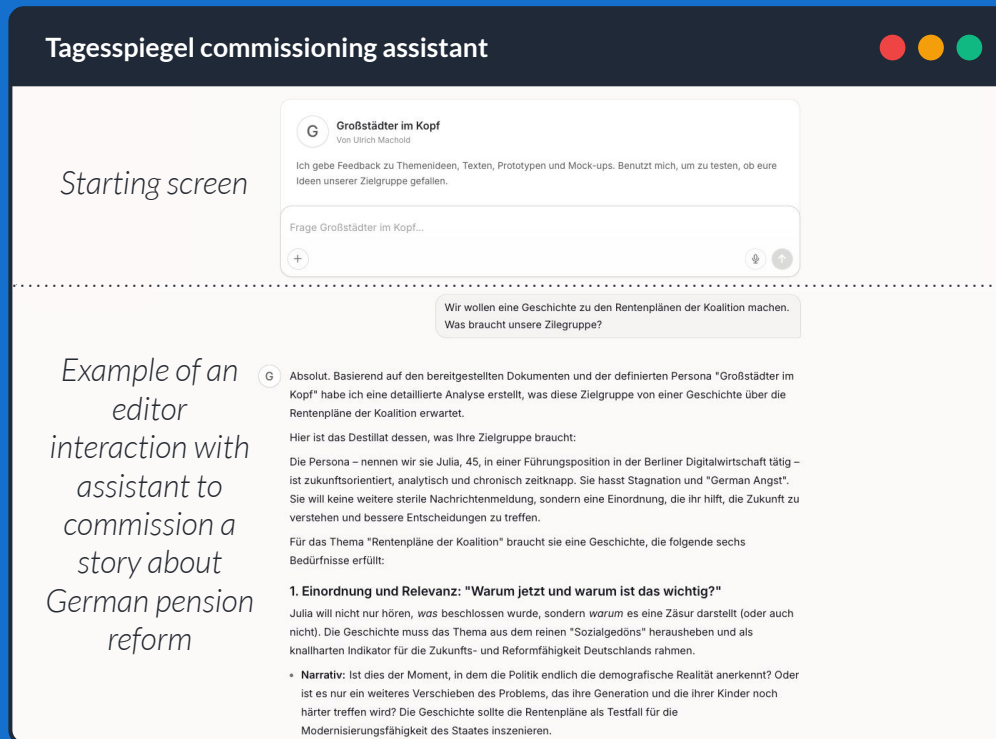 Tagesspiegel commissioning assistant
Starting screen
G
Großstädter im Kopf
Von Ulrich Machold
Ich gebe Feedback zu Themenideen, Texten, Prototypen und Mock-ups. Benutzt mich, um zu testen, ob eure
Ideen unserer Zielgruppe gefallen.
Frage Großstädter im Kopf...
Wir wollen eine Geschichte zu den Rentenplänen der Koalition machen.
Was braucht unsere Zilegruppe?
Example of an
editor
interaction with
assistant to
commission a
story about
German pension
reform
G
Absolut. Basierend auf den bereitgestellten Dokumenten und der definierten Persona "Großstädter im
Kopf" habe ich eine detaillierte Analyse erstellt, was diese Zielgruppe von einer Geschichte über die
Rentenpläne der Koalition erwartet.
Hier ist das Destillat dessen, was Ihre Zielgruppe braucht:
Die Persona – nennen wir sie Julia, 45, in einer Führungsposition in der Berliner Digitalwirtschaft tätig –
ist zukunftsorientiert, analytisch und chronisch zeitknapp. Sie hasst Stagnation und "German Angst".
Sie will keine weitere sterile Nachrichtenmeldung, sondern eine Einordnung, die ihr hilft, die Zukunft zu
verstehen und bessere Entscheidungen zu treffen.
Für das Thema "Rentenpläne der Koalition" braucht sie eine Geschichte, die folgende sechs
Bedürfnisse erfüllt:
1. Einordnung und Relevanz: "Warum jetzt und warum ist das wichtig?"
Julia will nicht nur hören, was beschlossen wurde, sondern warum es eine Zäsur darstellt (oder auch
nicht). Die Geschichte muss das Thema aus dem reinen "Sozialgedöns" herausheben und als
knallharten Indikator für die Zukunfts- und Reformfähigkeit Deutschlands rahmen.
• Narrativ: Ist dies der Moment, in dem die Politik endlich die demografische Realität anerkennt? Oder
ist es nur ein weiteres Verschieben des Problems, das ihre Generation und die ihrer Kinder noch
härter treffen wird? Die Geschichte sollte die Rentenpläne als Testfall für die
Modernisierungsfähigkeit des Staates inszenieren.